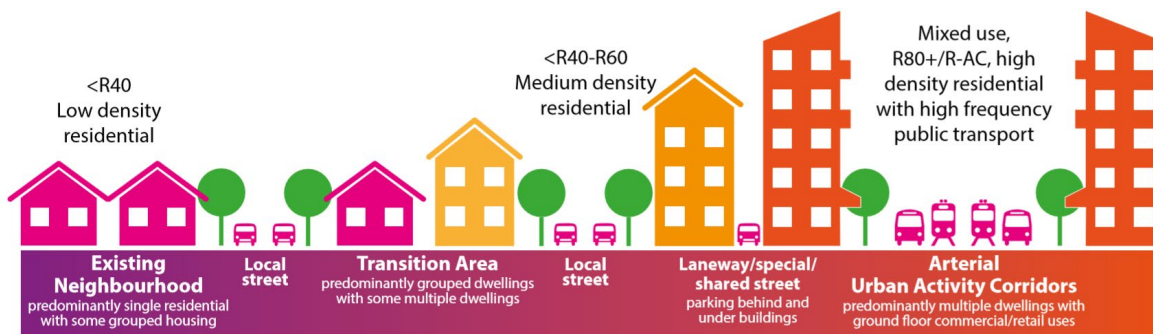 <R40
Low density
residential
<R40-R60
Medium density
residential
Mixed use,
R80+/R-AC, high
density residential
with high frequency
public transport
Existing
Neighbourhood
predominantly single residential
with some grouped housing
Local
street
Transition Area
predominantly grouped dwellings
with some multiple dwellings
Local
street
Laneway/special/
shared street
parking behind and
under buildings
Arterial
Urban Activity Corridors
predominantly multiple dwellings with
ground floor commercial/retail uses